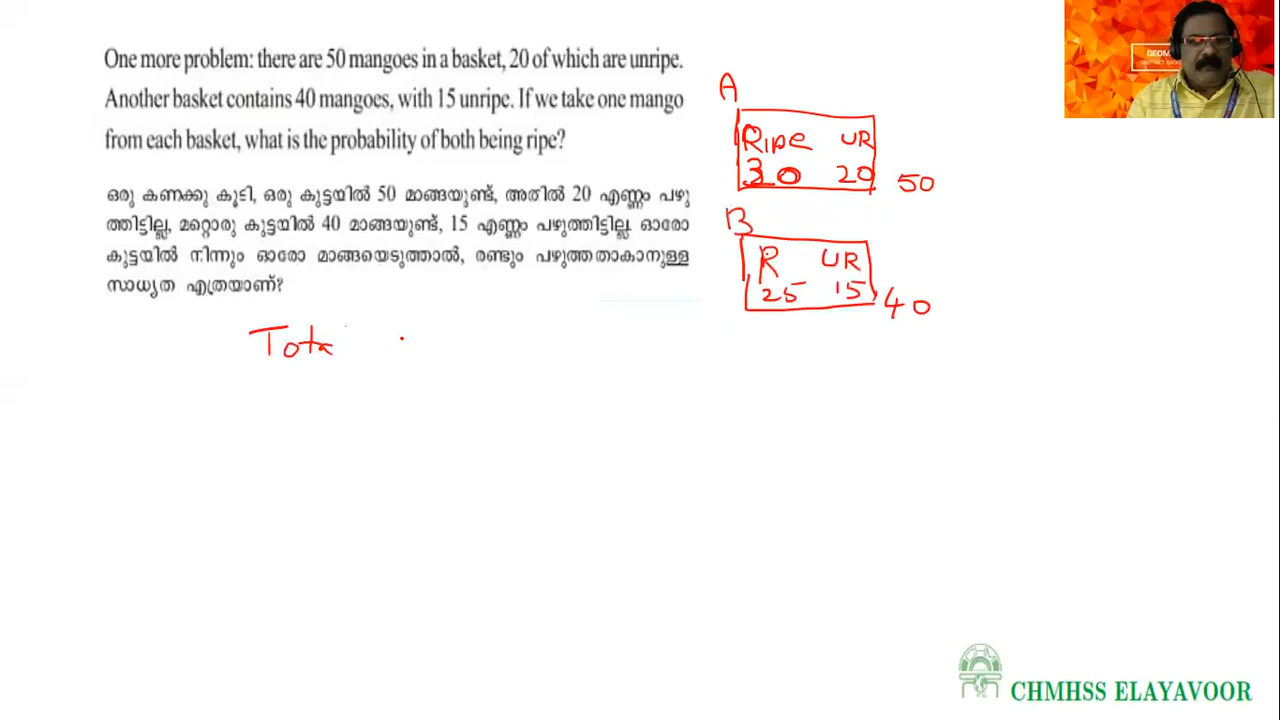 One more problem: there are 50 mangoes in a basket, 20 of which are unripe.
Another basket contains 40 mangoes, with 15 unripe. If we take one mango
from each basket, what is the probability of both being ripe?
ഒരു കണക്കു കൂടി, ഒരു കുട്ടയിൽ 50 മാങ്ങയുണ്ട്, അതിൽ 20 എണ്ണം പഴു
ത്തിട്ടില്ല, മറ്റൊരു കുട്ടയിൽ 40 മാങ്ങയുണ്ട്, 15 എണ്ണം പഴുത്തിട്ടില്ല. ഓരോ
കുട്ടയിൽ നിന്നും ഓരോ മാങ്ങയെടുത്താൽ, രണ്ടും പഴുത്തതാകാനുള്ള
സാധ്യത എത്രയാണ്?
A
Ripe UR
30 20 50
B
R UR
25 15 40
Tota
GEOM
CHMHSS ELAYAVOOR